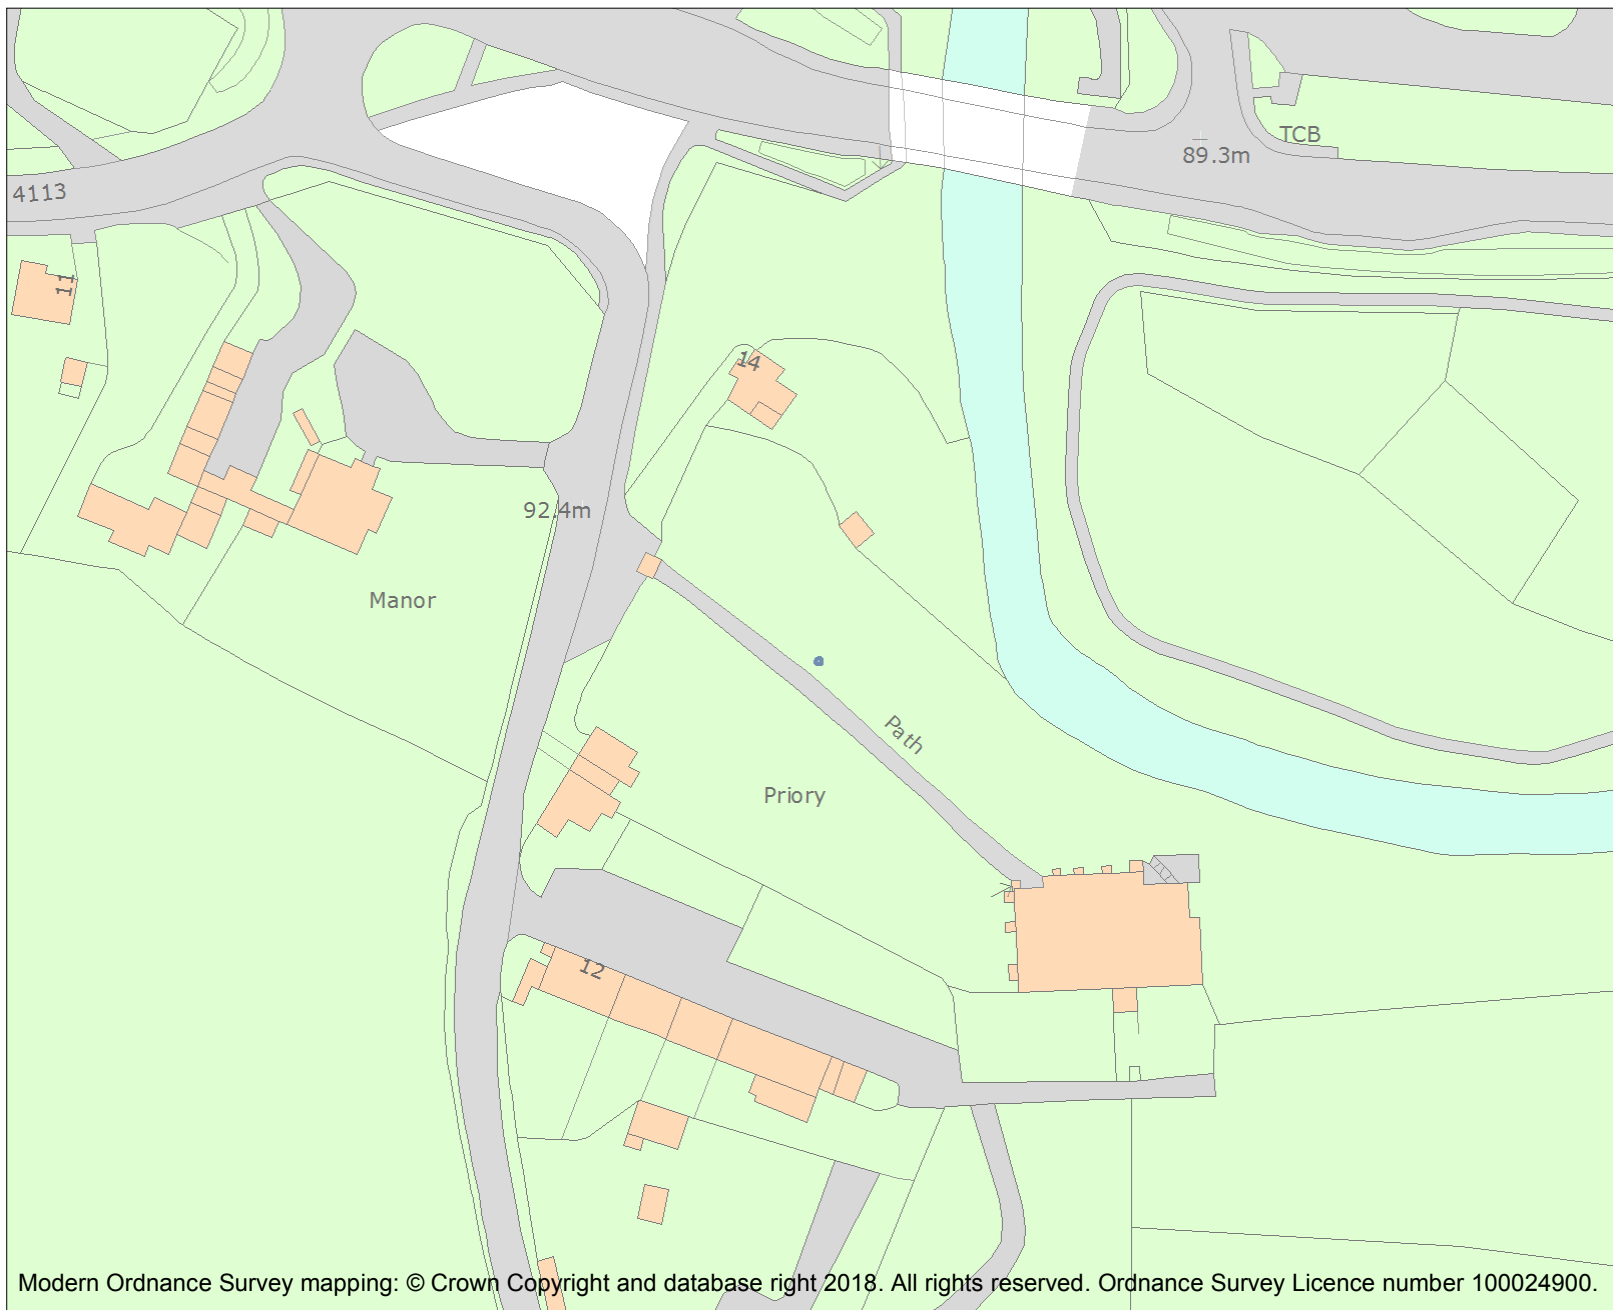 TCB
89.3m
4113
11
14
92.4m
Manor
Path
Priory
12
Modern Ordnance Survey mapping: © Crown Copyright and database right 2018. All rights reserved. Ordnance Survey Licence number 100024900.